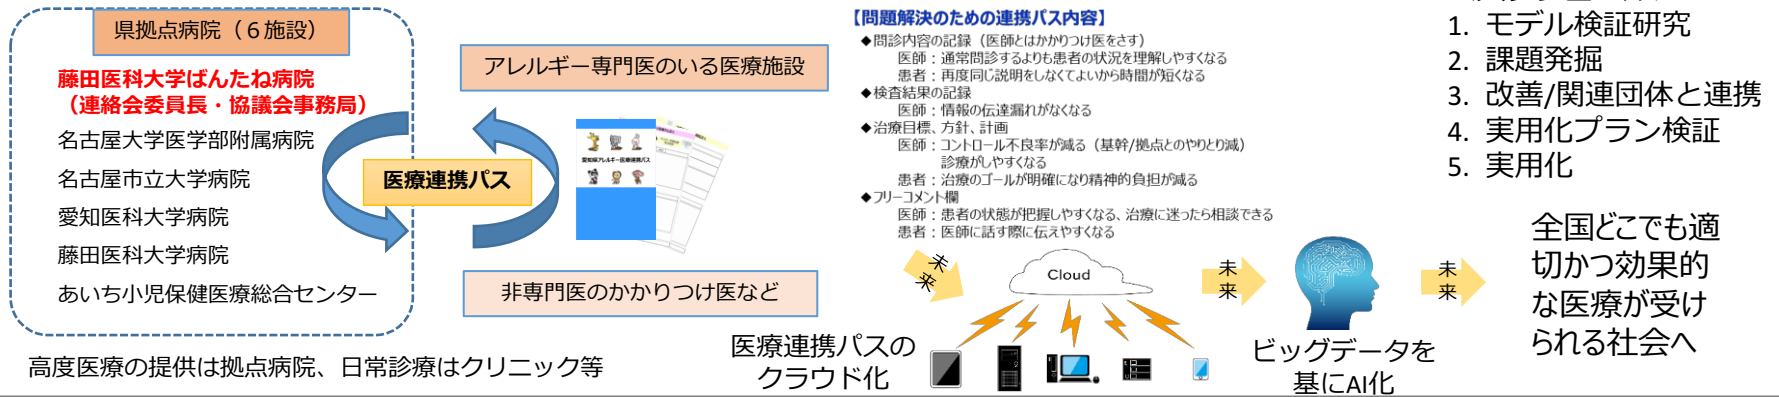 県拠点病院（６施設）
藤田医科大学ばんたね病院
（連絡会委員長・協議会事務局）
名古屋大学医学部附属病院
名古屋市立大学病院
愛知医科大学病院
藤田医科大学病院
あいち小児保健医療総合センター
アレルギー専門医のいる医療施設
医療連携パス
愛知県アレルギー医療連携パス
非専門医のかかりつけ医など
高度医療の提供は拠点病院、日常診療はクリニック等
【問題解決のための連携パス内容】
◆問診内容の記録（医師とはかかりつけ医をさす）
医師：通常問診するよりも患者の状況を理解しやすくなる
患者：再度同じ説明をしなくてよいから時間が短くなる
◆検査結果の記録
医師：情報の伝達漏れがなくなる
◆治療目標、方針、計画
医師：コントロール不良率が減る（基幹/拠点とのやりとり減）
診療がしやすくなる
患者：治療のゴールが明確になり精神的負担が減る
◆フリーコメント欄
医師：患者の状態が把握しやすくなる、治療に迷ったら相談できる
患者：医師に話す際に伝えやすくなる
未来
Cloud
医療連携パスの
クラウド化
未来
ビッグデータを
基にAI化
未来
1. モデル検証研究
2. 課題発掘
3. 改善/関連団体と連携
4. 実用化プラン検証
5. 実用化
全国どこでも適
切かつ効果的
な医療が受け
られる社会へ